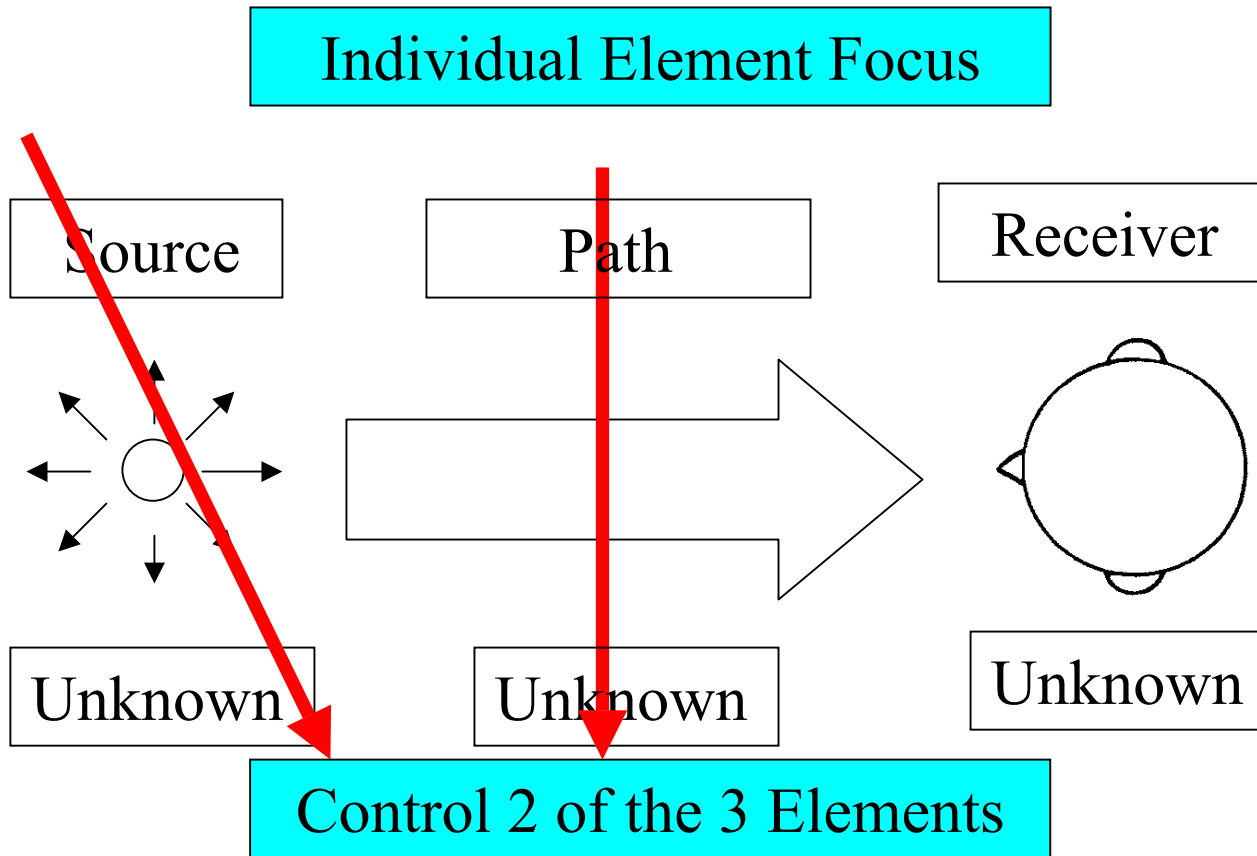 Individual Element Focus
Source
Path
Receiver
Unknown
Unknown
Unknown
Control 2 of the 3 Elements